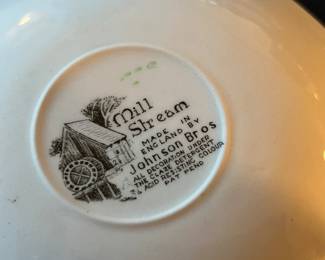 Mill
Stream
MADE IN
ENGLAND BY
Johnson Bros
ALL DECORATION UNDER
THE GLAZE DETERGENT
& ACID RESISTING COLOUR
PAT PEND